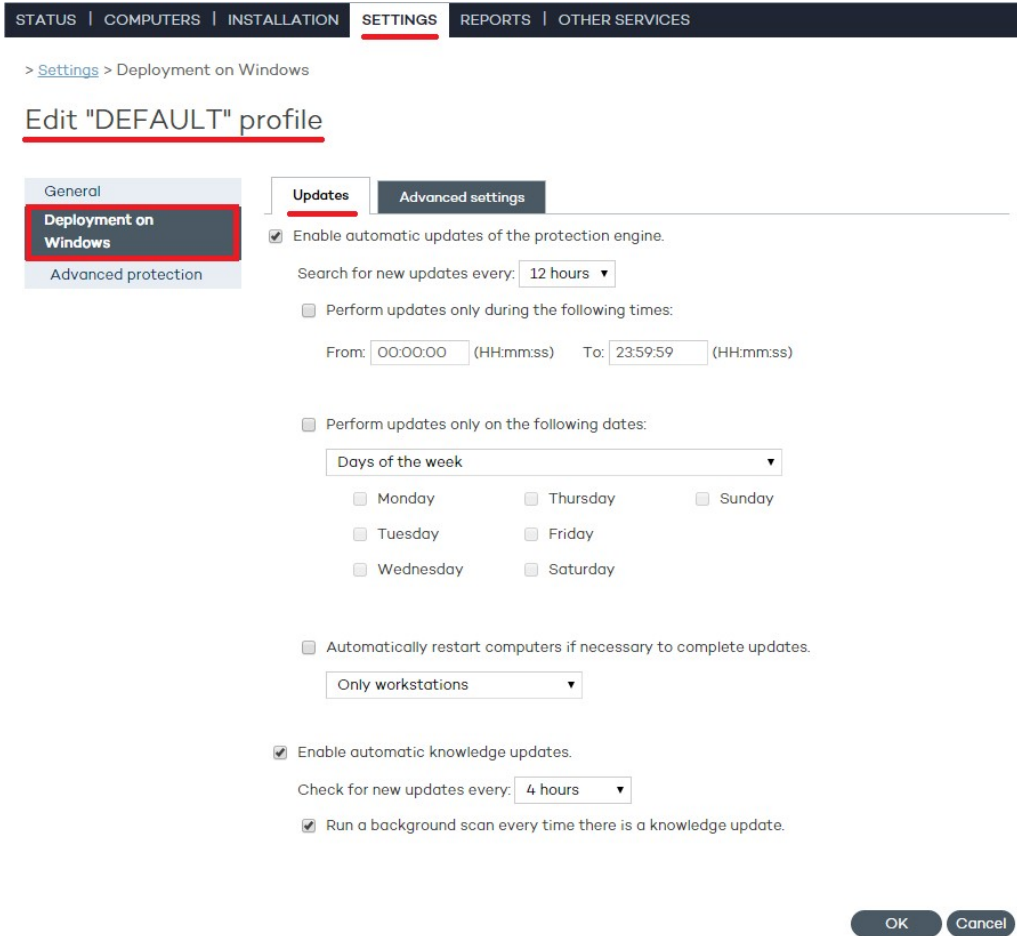 STATUS | COMPUTERS | INSTALLATION SETTINGS REPORTS | OTHER SERVICES
> Settings > Deployment on Windows
Edit "DEFAULT" profile
General
Deployment on
Windows
Advanced protection
Updates Advanced settings
Enable automatic updates of the protection engine.
Search for new updates every: 12 hours
Perform updates only during the following times:
From: 00:00:00 (HH:mm:ss) To: 23:59:59 (HH:mm:ss)
Perform updates only on the following dates:
Days of the week
Monday Thursday Sunday
Tuesday Friday
Wednesday Saturday
Automatically restart computers if necessary to complete updates.
Only workstations
Enable automatic knowledge updates.
Check for new updates every: 4 hours
Run a background scan every time there is a knowledge update.
OK Cancel